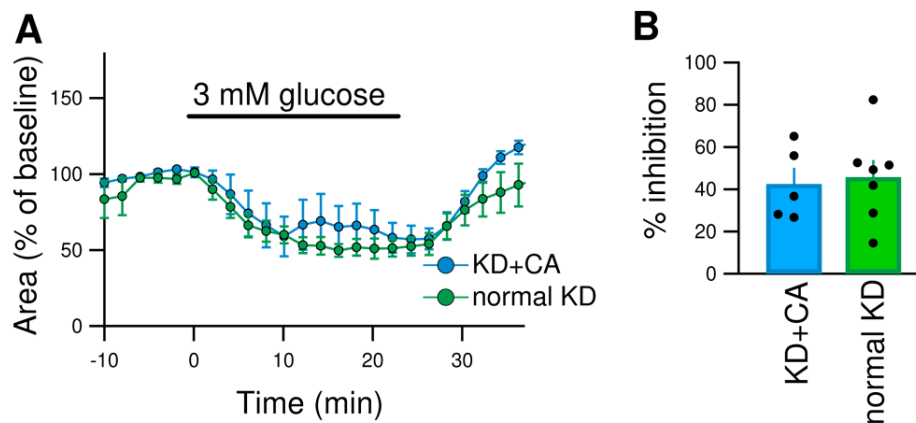 A
Area (% of baseline)
150
100
50
0
3 mM glucose
KD+CA
normal KD
-10
0
10
20
30
Time (min)
B
% inhibition
100
80
60
40
20
0
KD+CA
normal KD